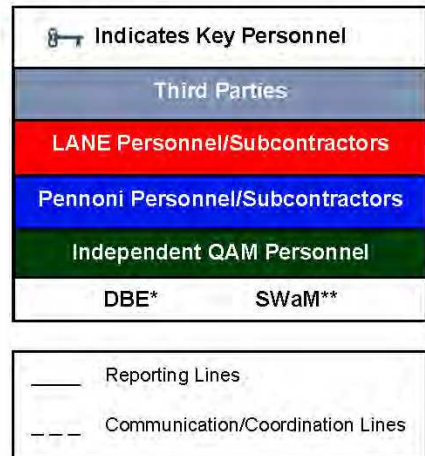 Indicates Key Personnel
Third Parties
LANE Personnel/Subcontractors
Pennoni Personnel/Subcontractors
Independent QAM Personnel
DBE* SWaM**
Reporting Lines
Communication/Coordination Lines